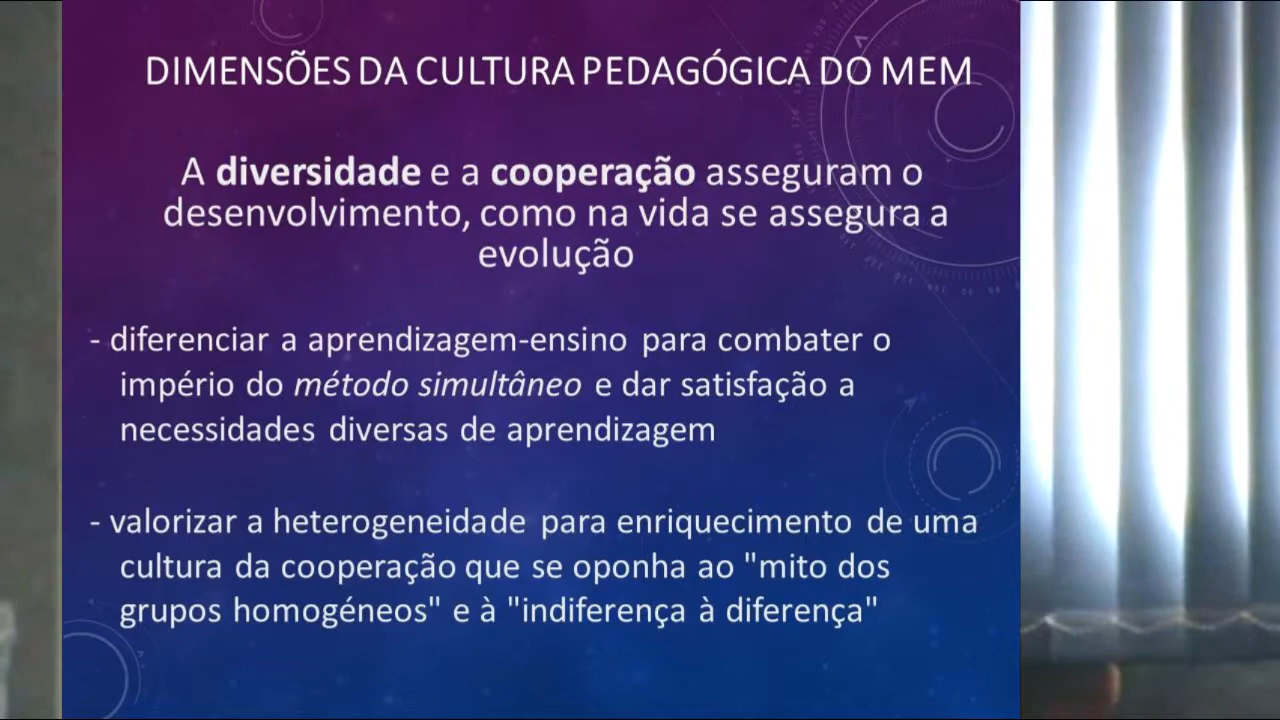 DIMENSÕES DA CULTURA PEDAGÓGICA DO MEM
A diversidade e a cooperação asseguram o
desenvolvimento, como na vida se assegura a
evolução
- diferenciar a aprendizagem-ensino para combater o
império do método simultâneo e dar satisfação a
necessidades diversas de aprendizagem
- valorizar a heterogeneidade para enriquecimento de uma
cultura da cooperação que se oponha ao "mito dos
grupos homogéneos" e à "indiferença à diferença"